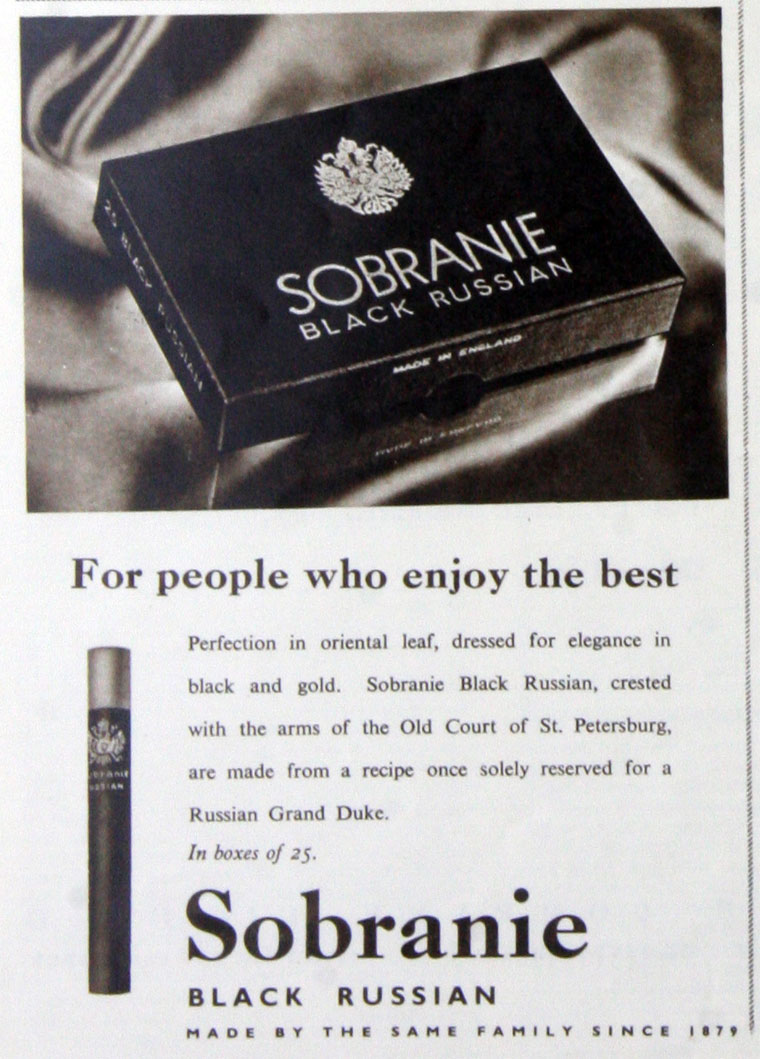 SOBRANIE
BLACK RUSSIAN
25 BLACK RUSSIAN
MADE IN ENGLAND
For people who enjoy the best
Perfection in oriental leaf, dressed for elegance in
black and gold. Sobranie Black Russian, crested
with the arms of the Old Court of St. Petersburg,
are made from a recipe once solely reserved for a
Russian Grand Duke.
In boxes of 25.
Sobranie
BLACK RUSSIAN
MADE BY THE SAME FAMILY SINCE 1879